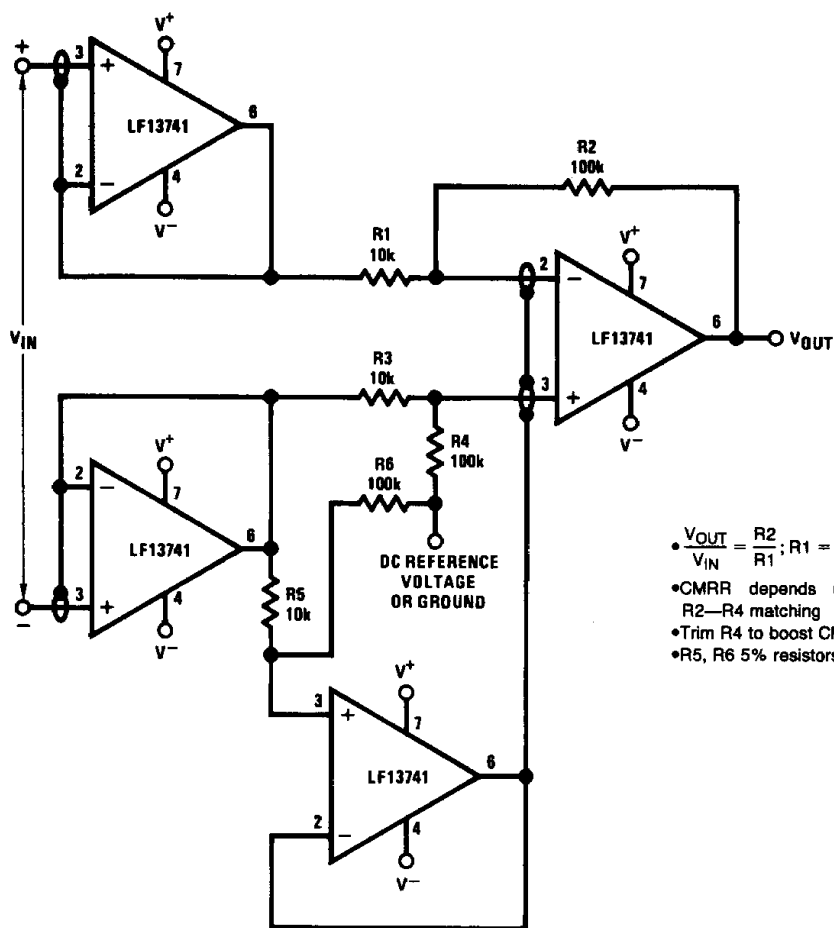 V+
+
3
+
7
LF13741
6
2
−
4
V−
R2
100k
R1
10k
V+
2
−
7
LF13741
6
VOUT
3
+
4
V−
VIN
R3
10k
R4
100k
R6
100k
V+
2
−
7
LF13741
6
3
+
4
V−
−
R5
10k
DC REFERENCE
VOLTAGE
OR GROUND
V+
3
+
7
LF13741
6
2
−
4
V−
•VOUT/VIN = R2/R1; R1 =
•CMRR depends
R2—R4 matching
•Trim R4 to boost
•R5, R6 5% resistors